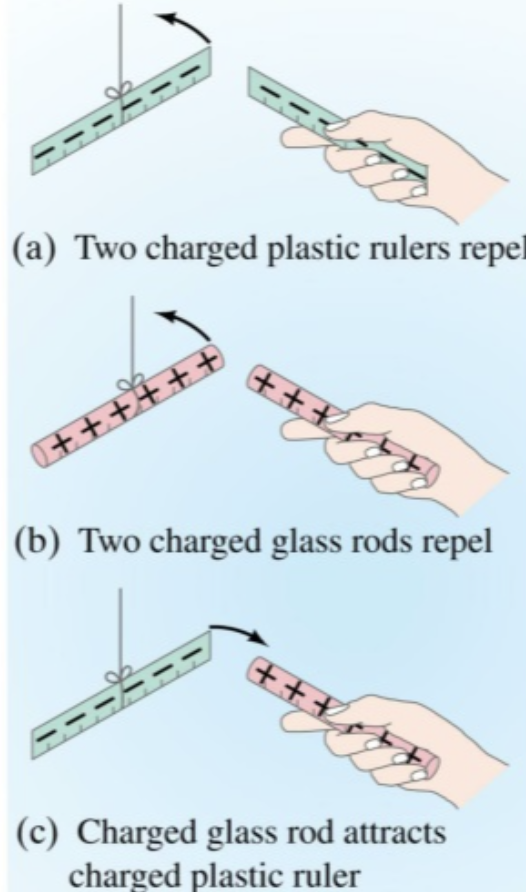 (a) Two charged plastic rulers repel
(b) Two charged glass rods repel
(c) Charged glass rod attracts
charged plastic ruler